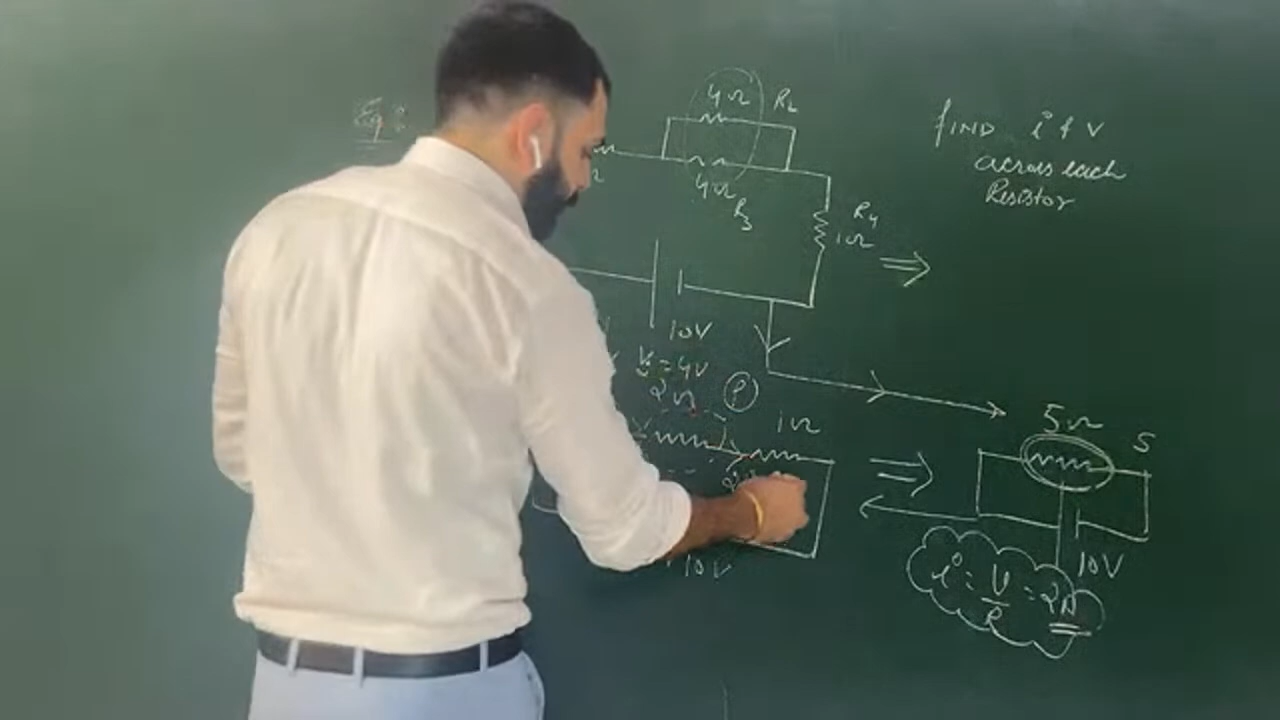 Eg :
4Ω R2
4Ω
R3
R4
1Ω
FIND i & V
across each
Resistor
10V
V = 4V
2Ω
P
1Ω
10V
5Ω S
10V
i = V/R = 2A